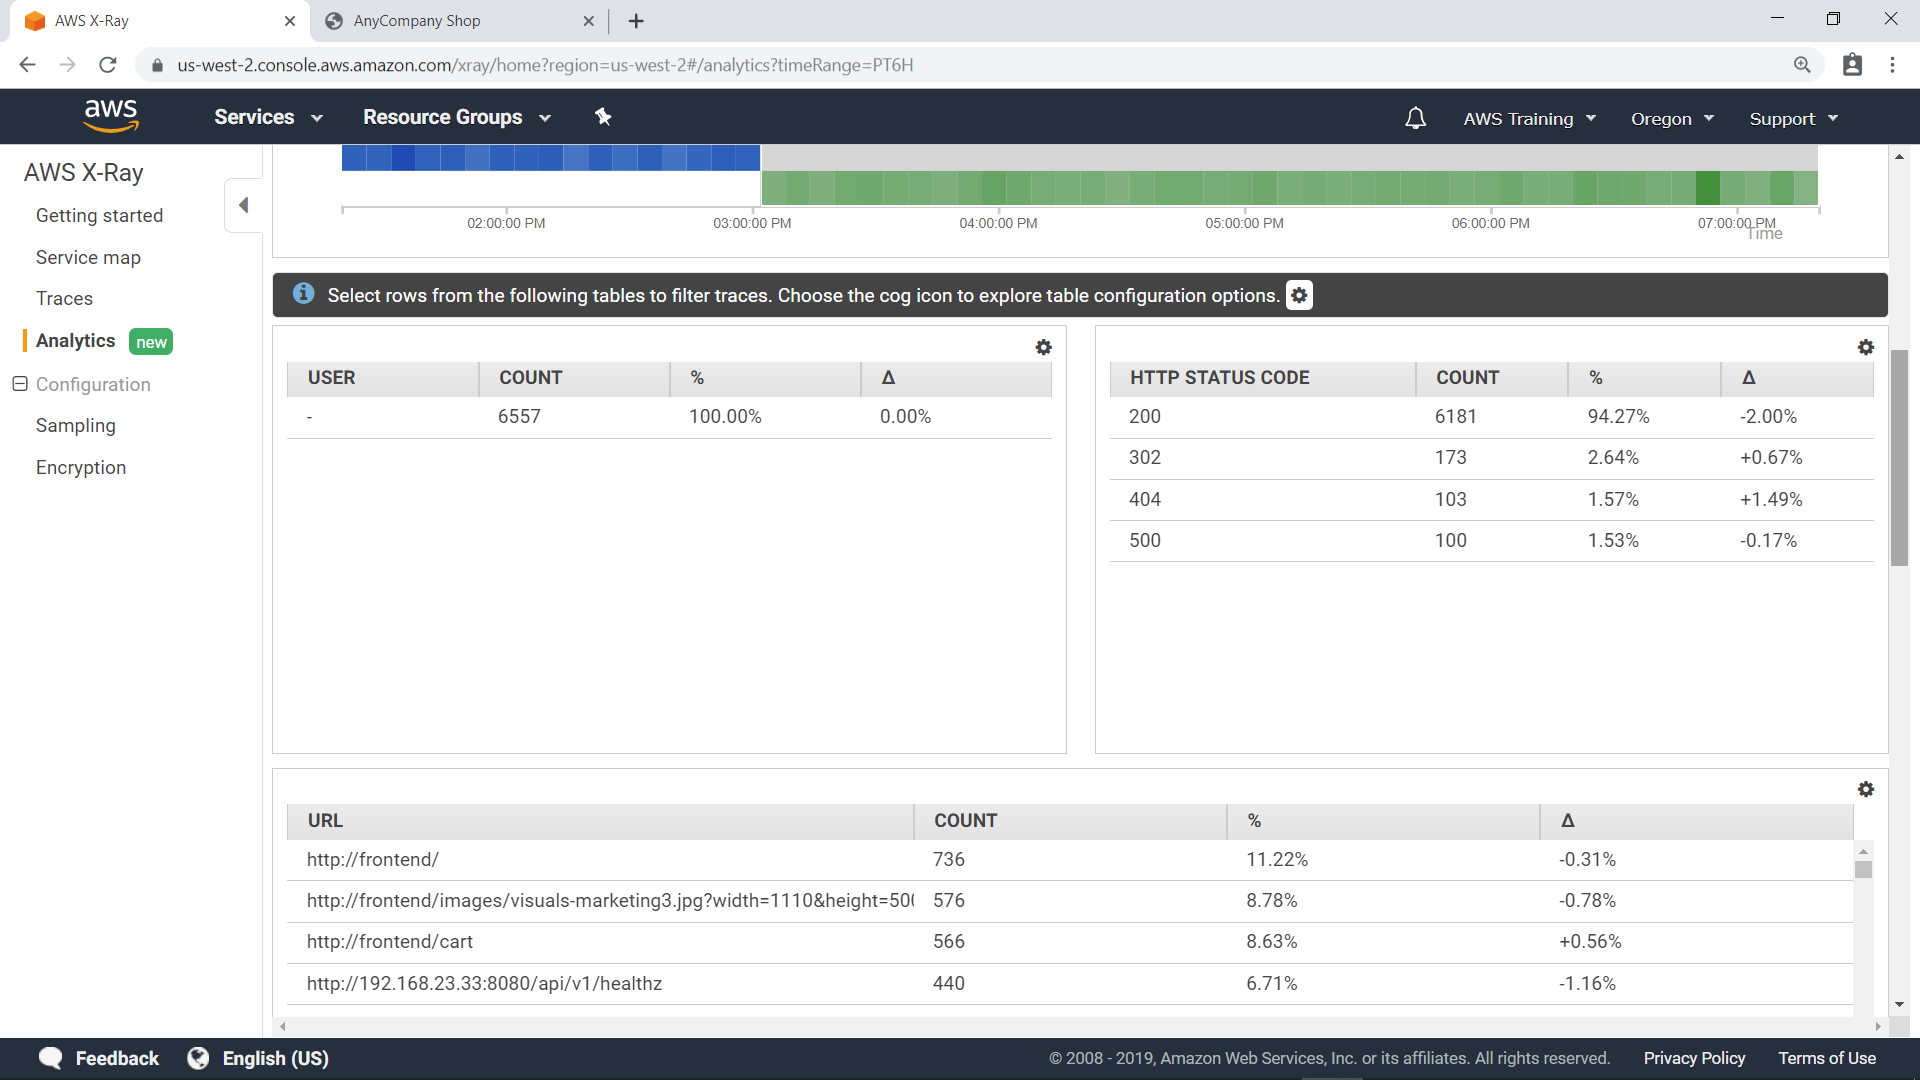 AWS X-Ray
AnyCompany Shop
us-west-2.console.aws.amazon.com/xray/home?region=us-west-2#/analytics?timeRange=PT6H
aws
Services
Resource Groups
AWS Training
Oregon
Support
AWS X-Ray
Getting started
Service map
Traces
Analytics new
Configuration
Sampling
Encryption
02:00:00 PM 03:00:00 PM 04:00:00 PM 05:00:00 PM 06:00:00 PM 07:00:00 PM
Time
Select rows from the following tables to filter traces. Choose the cog icon to explore table configuration options.
USER COUNT % Δ
- 6557 100.00% 0.00%
HTTP STATUS CODE COUNT % Δ
200 6181 94.27% -2.00%
302 173 2.64% +0.67%
404 103 1.57% +1.49%
500 100 1.53% -0.17%
URL COUNT % Δ
http://frontend/ 736 11.22% -0.31%
http://frontend/images/visuals-marketing3.jpg?width=1110&height=50 576 8.78% -0.78%
http://frontend/cart 566 8.63% +0.56%
http://192.168.23.33:8080/api/v1/healthz 440 6.71% -1.16%
Feedback
English (US)
© 2008 - 2019, Amazon Web Services, Inc. or its affiliates. All rights reserved.
Privacy Policy
Terms of Use